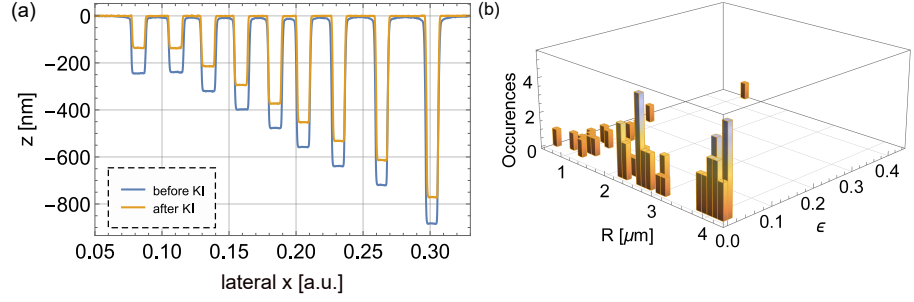 (a)
0
−200
−400
−600
−800
z [nm]
before KI
after KI
0.05 0.10 0.15 0.20 0.25 0.30
lateral x [a.u.]
(b)
4
2
0
Occurences
1
2
3
4
R [μm]
0.0
0.1
0.2
0.3
0.4
ϵ